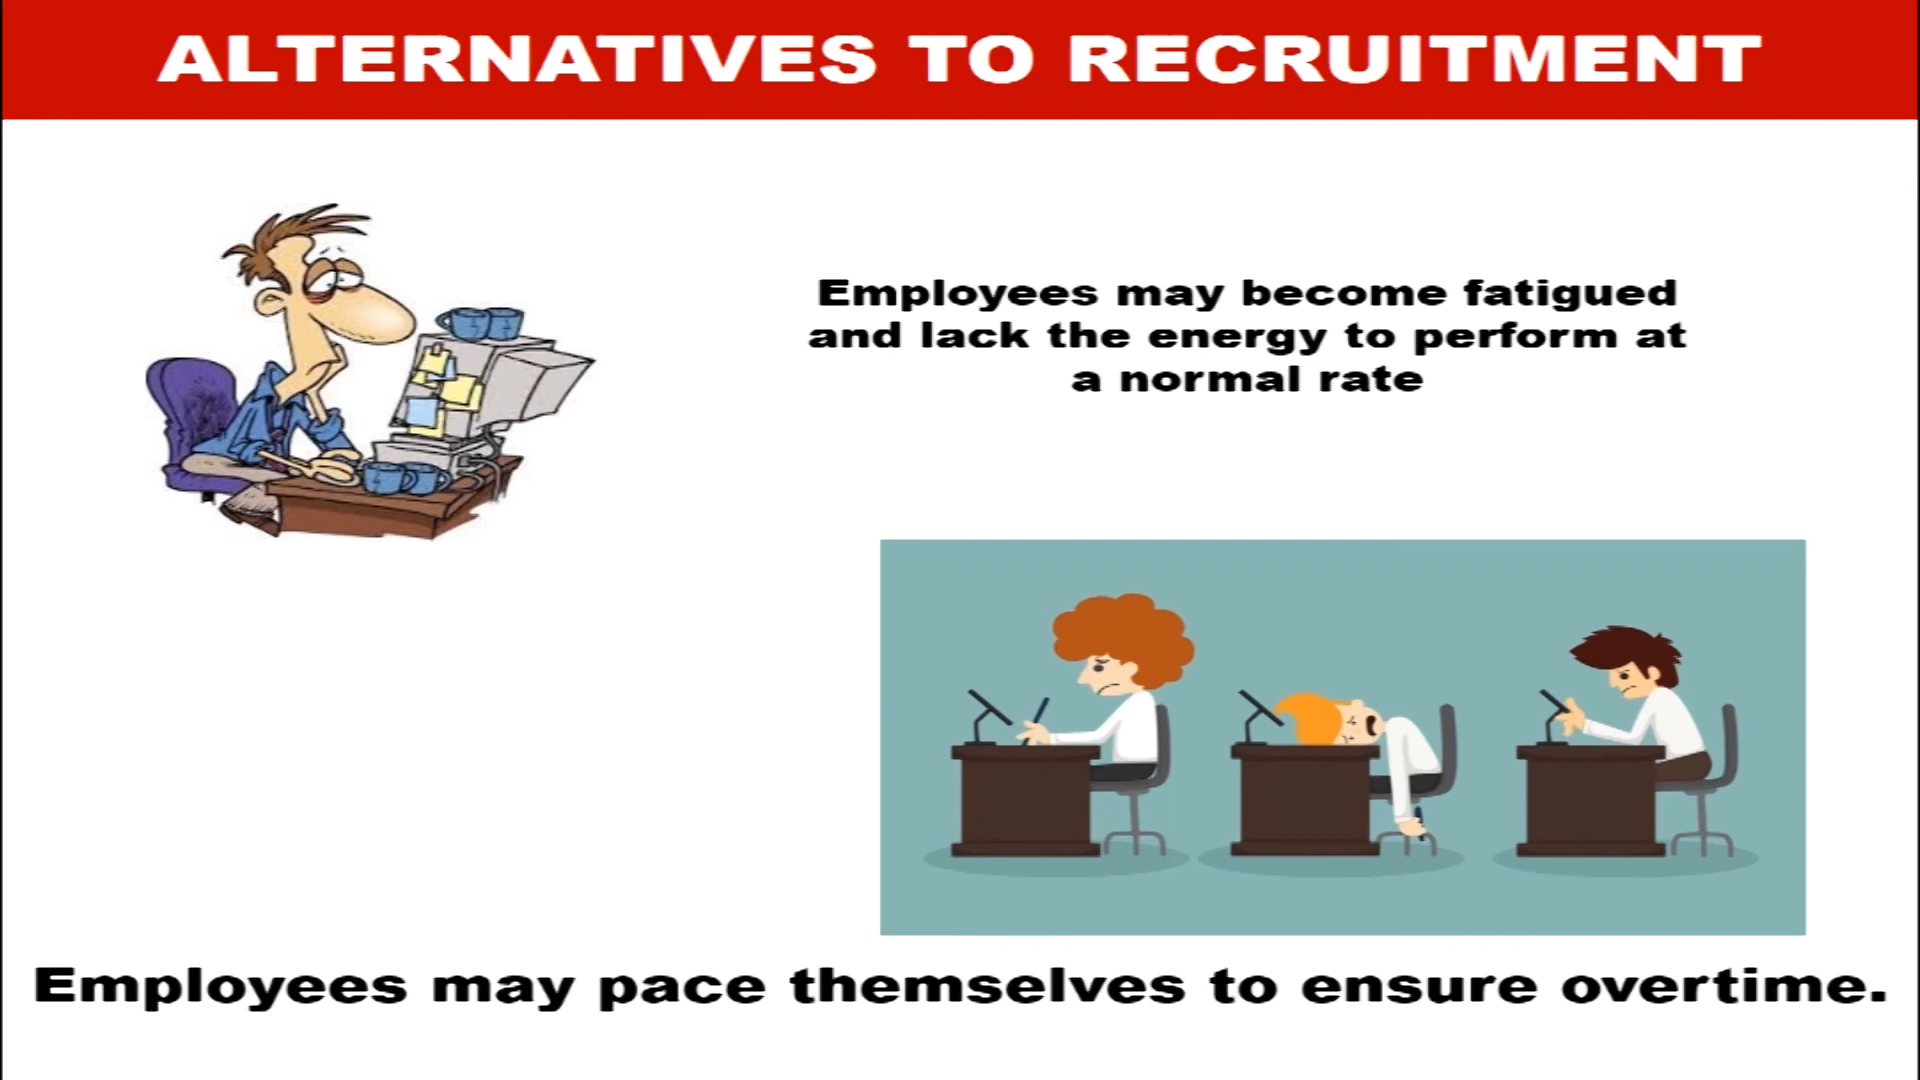 ALTERNATIVES TO RECRUITMENT
Employees may become fatigued
and lack the energy to perform at
a normal rate
Employees may pace themselves to ensure overtime.